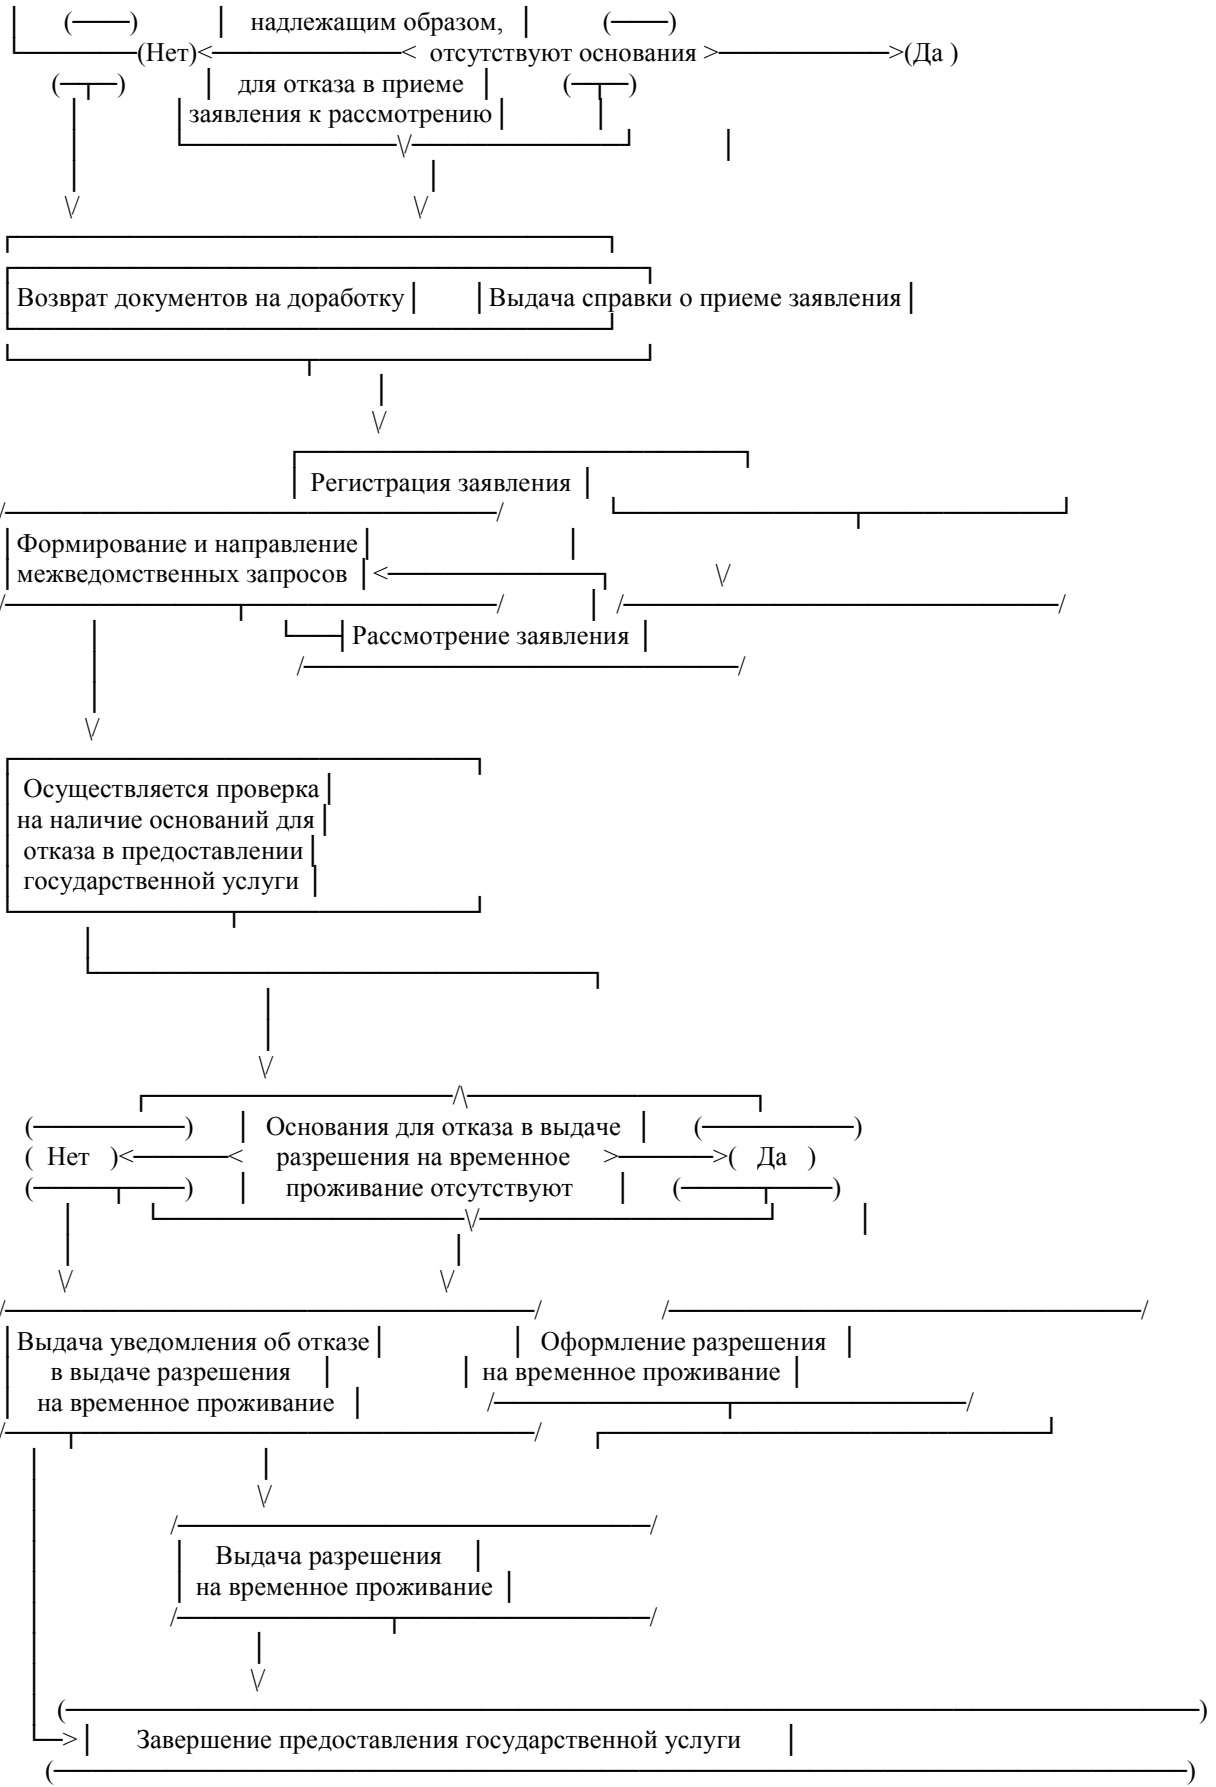 надлежащим образом,
(Нет)< < отсутствуют основания > >(Да )
для отказа в приеме
заявления к рассмотрению
Возврат документов на доработку Выдача справки о приеме заявления
Регистрация заявления
Формирование и направление
межведомственных запросов <
Рассмотрение заявления
Осуществляется проверка
на наличие оснований для
отказа в предоставлении
государственной услуги
Основания для отказа в выдаче
( Нет )< < разрешения на временное > >( Да )
проживание отсутствуют
Выдача уведомления об отказе Оформление разрешения
в выдаче разрешения на временное проживание
на временное проживание
Выдача разрешения
на временное проживание
> Завершение предоставления государственной услуги